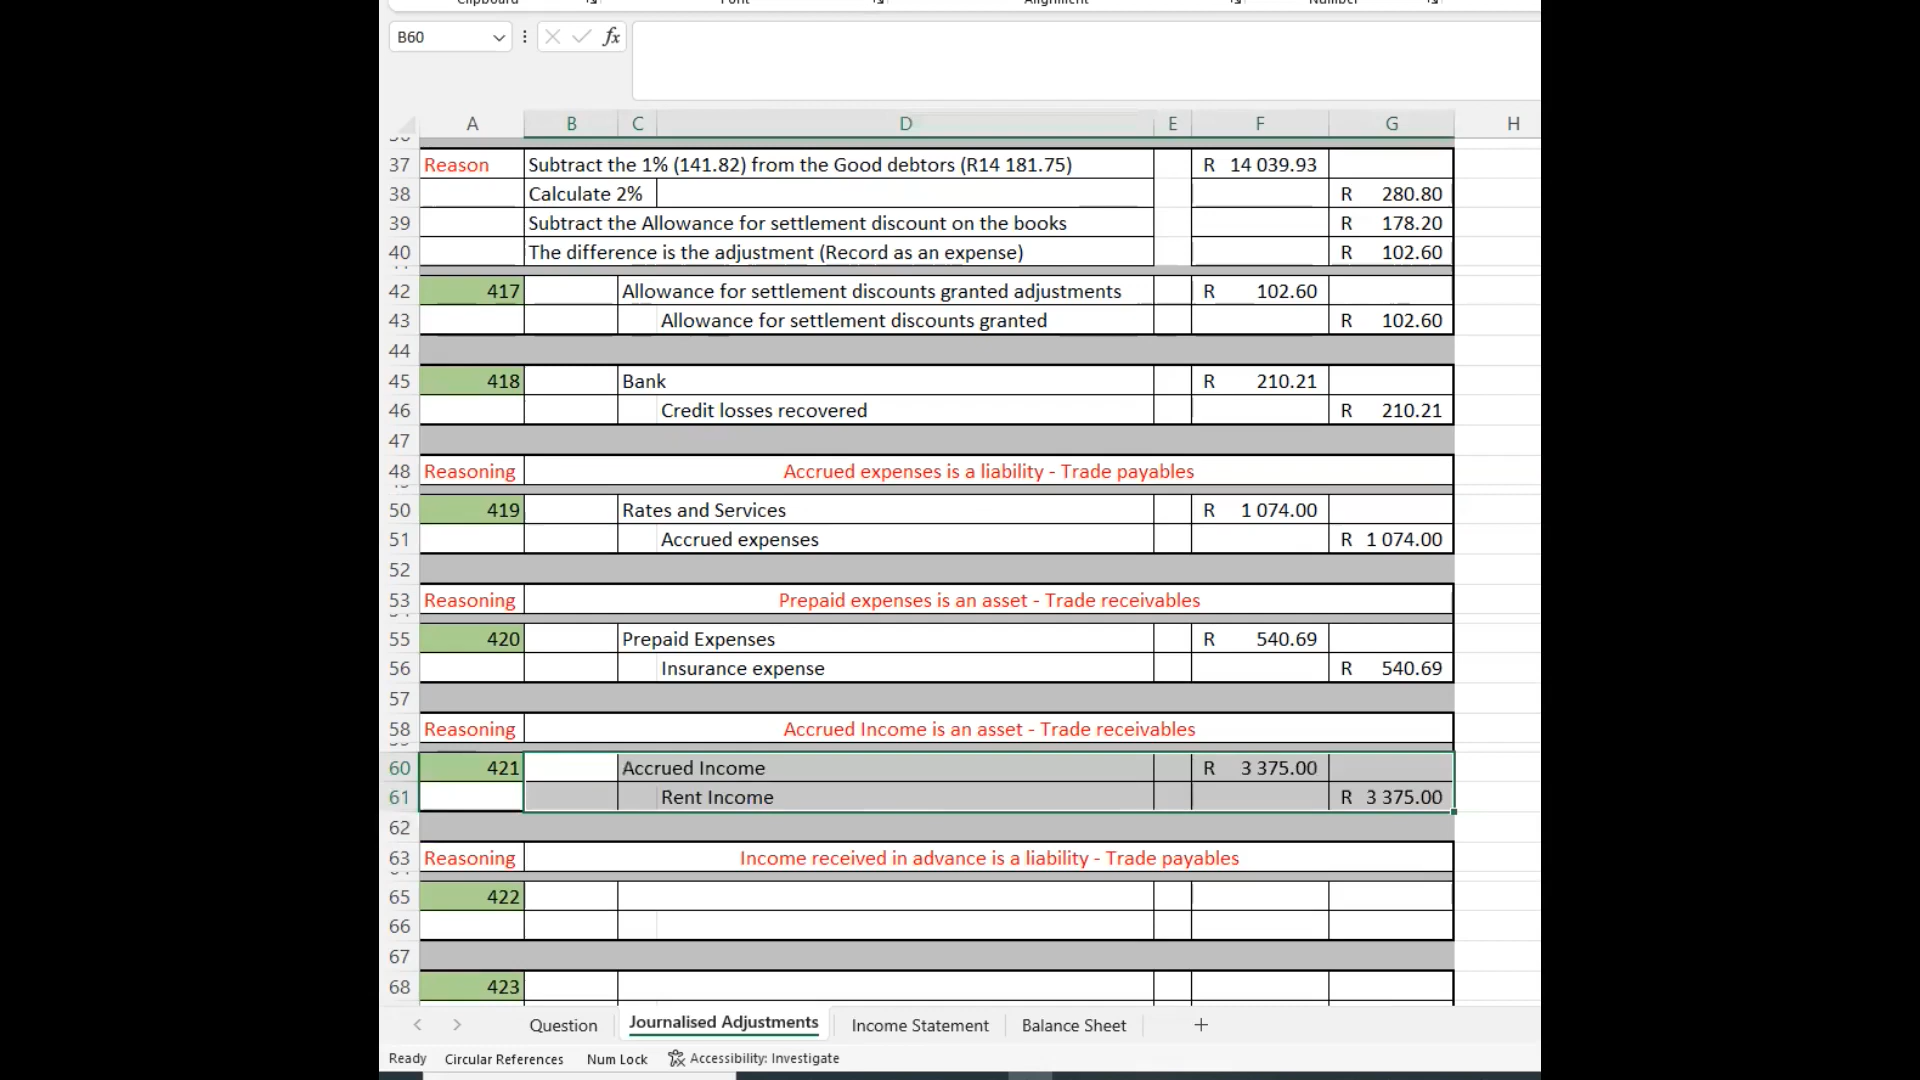 Clipboard Font Alignment Number
B60 fx
A B C D E F G H
37 Reason Subtract the 1% (141.82) from the Good debtors (R14 181.75) R 14 039.93
38 Calculate 2% R 280.80
39 Subtract the Allowance for settlement discount on the books R 178.20
40 The difference is the adjustment (Record as an expense) R 102.60
42 417 Allowance for settlement discounts granted adjustments R 102.60
43 Allowance for settlement discounts granted R 102.60
44
45 418 Bank R 210.21
46 Credit losses recovered R 210.21
47
48 Reasoning Accrued expenses is a liability - Trade payables
50 419 Rates and Services R 1 074.00
51 Accrued expenses R 1 074.00
52
53 Reasoning Prepaid expenses is an asset - Trade receivables
55 420 Prepaid Expenses R 540.69
56 Insurance expense R 540.69
57
58 Reasoning Accrued Income is an asset - Trade receivables
60 421 Accrued Income R 3 375.00
61 Rent Income R 3 375.00
62
63 Reasoning Income received in advance is a liability - Trade payables
65 422
66
67
68 423
Question Journalised Adjustments Income Statement Balance Sheet
Ready Circular References Num Lock Accessibility: Investigate